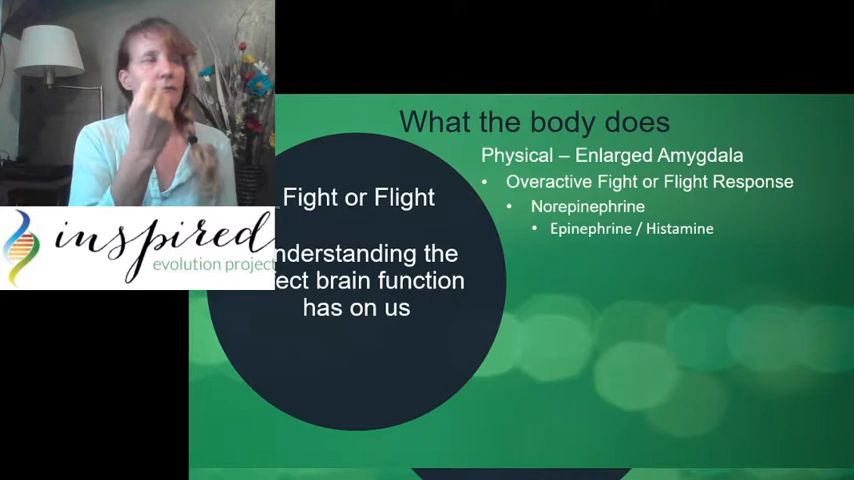 What the body does
Physical – Enlarged Amygdala
• Overactive Fight or Flight Response
• Norepinephrine
• Epinephrine / Histamine
Fight or Flight
nderstanding the
ect brain function
has on us
inspired
evolution project